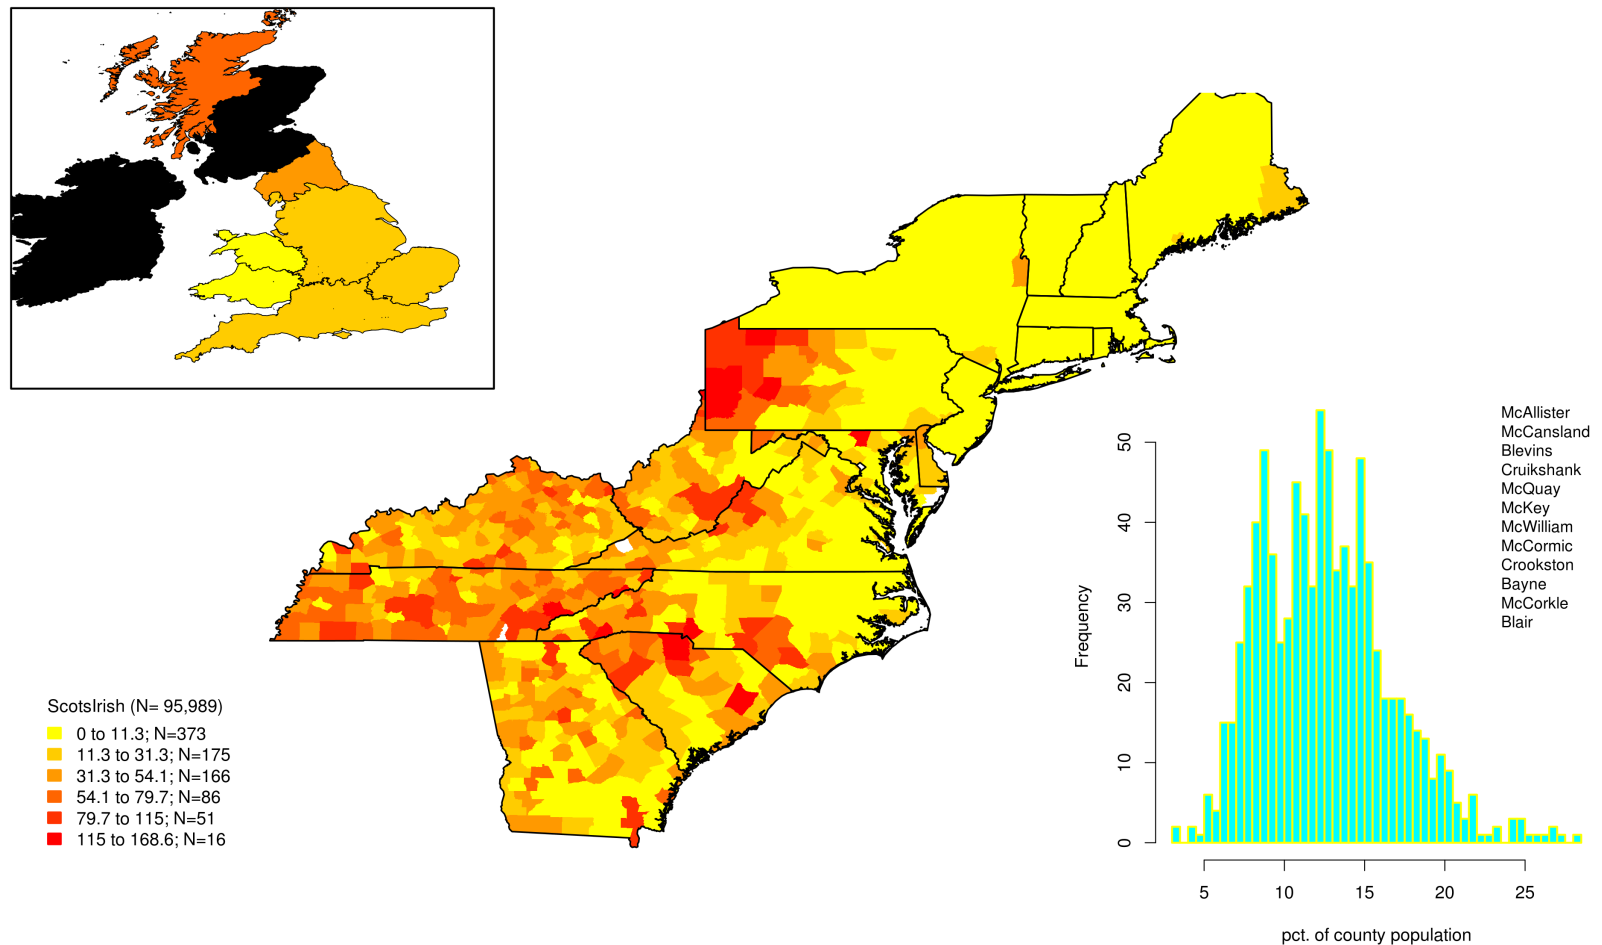 McAllister
McCansland
Blevins
Cruikshank
McQuay
McKey
McWilliam
McCormic
Crookston
Bayne
McCorkle
Blair
Frequency
0
10
20
30
40
50
5 10 15 20 25
pct. of county population
ScotsIrish (N= 95,989)
0 to 11.3; N=373
11.3 to 31.3; N=175
31.3 to 54.1; N=166
54.1 to 79.7; N=86
79.7 to 115; N=51
115 to 168.6; N=16